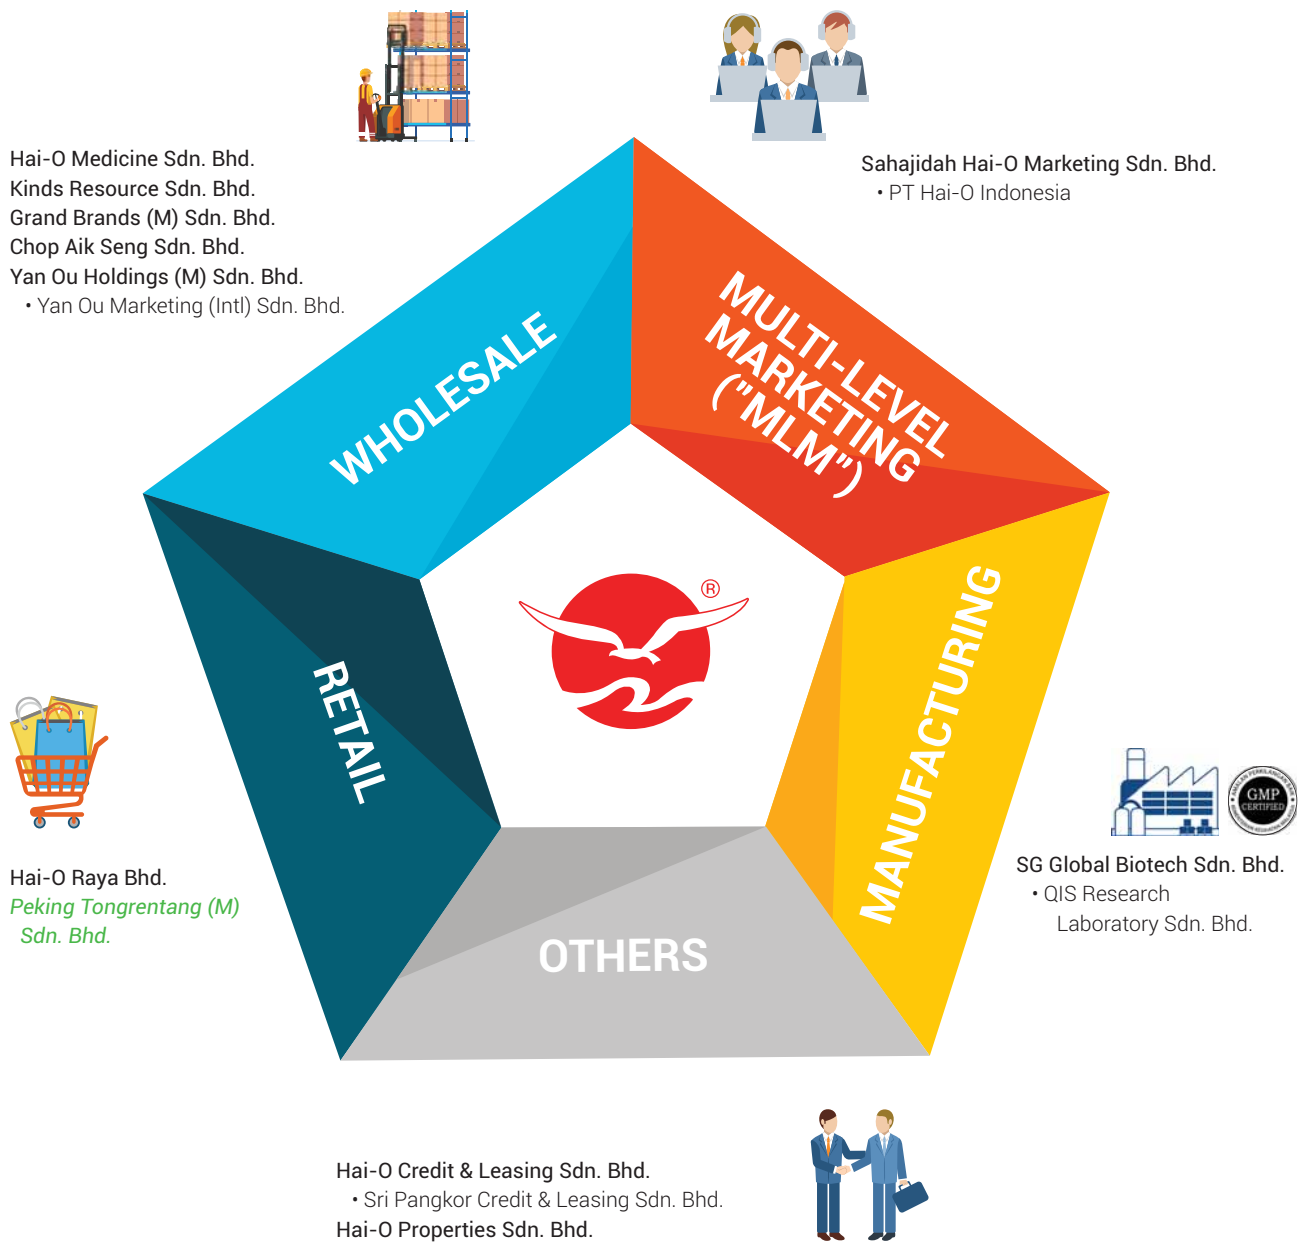 Hai-O Medicine Sdn. Bhd.
Kinds Resource Sdn. Bhd.
Grand Brands (M) Sdn. Bhd.
Chop Aik Seng Sdn. Bhd.
Yan Ou Holdings (M) Sdn. Bhd.
• Yan Ou Marketing (Intl) Sdn. Bhd.
Sahajidah Hai-O Marketing Sdn. Bhd.
• PT Hai-O Indonesia
WHOLESALE
MULTI-LEVEL
MARKETING
("MLM")
®
RETAIL
MANUFACTURING
OTHERS
GMP
CERTIFIED
Hai-O Raya Bhd.
Peking Tongrentang (M)
Sdn. Bhd.
SG Global Biotech Sdn. Bhd.
• QIS Research
Laboratory Sdn. Bhd.
Hai-O Credit & Leasing Sdn. Bhd.
• Sri Pangkor Credit & Leasing Sdn. Bhd.
Hai-O Properties Sdn. Bhd.